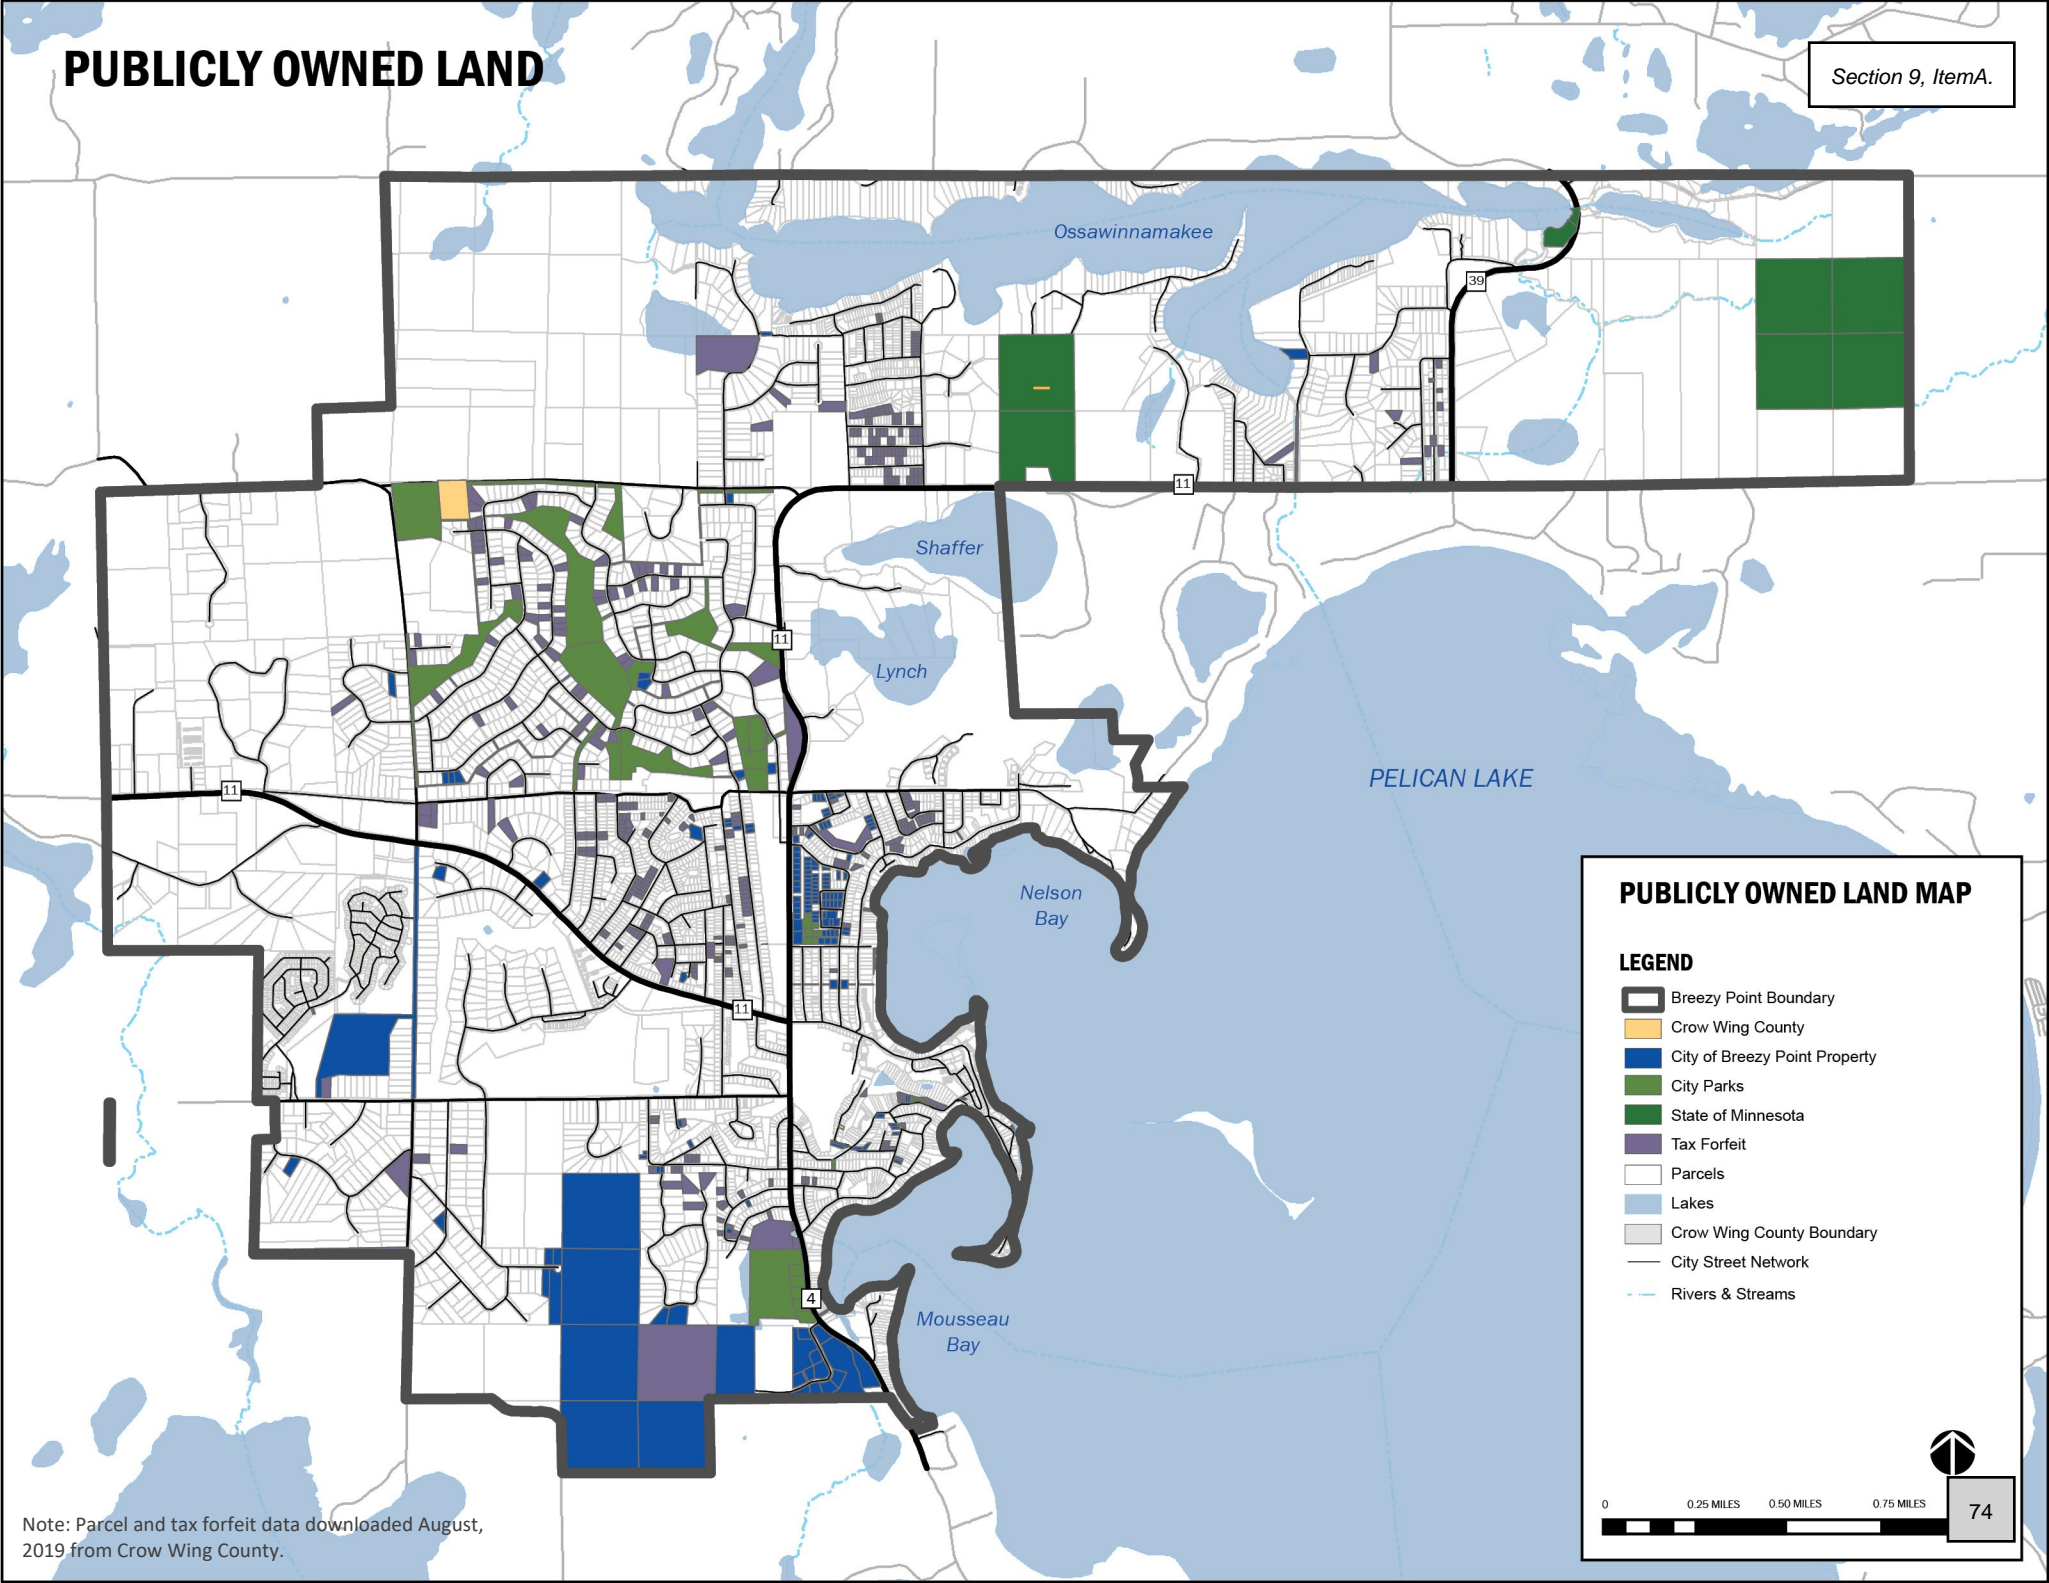 PUBLICLY OWNED LAND
Section 9, ItemA.
Ossawinnamakee
39
11
Shaffer
11
Lynch
PELICAN LAKE
11
Nelson
Bay
11
4
Mousseau
Bay
PUBLICLY OWNED LAND MAP
LEGEND
Breezy Point Boundary
Crow Wing County
City of Breezy Point Property
City Parks
State of Minnesota
Tax Forfeit
Parcels
Lakes
Crow Wing County Boundary
City Street Network
Rivers & Streams
0 0.25 MILES 0.50 MILES 0.75 MILES
74
Note: Parcel and tax forfeit data downloaded August,
2019 from Crow Wing County.